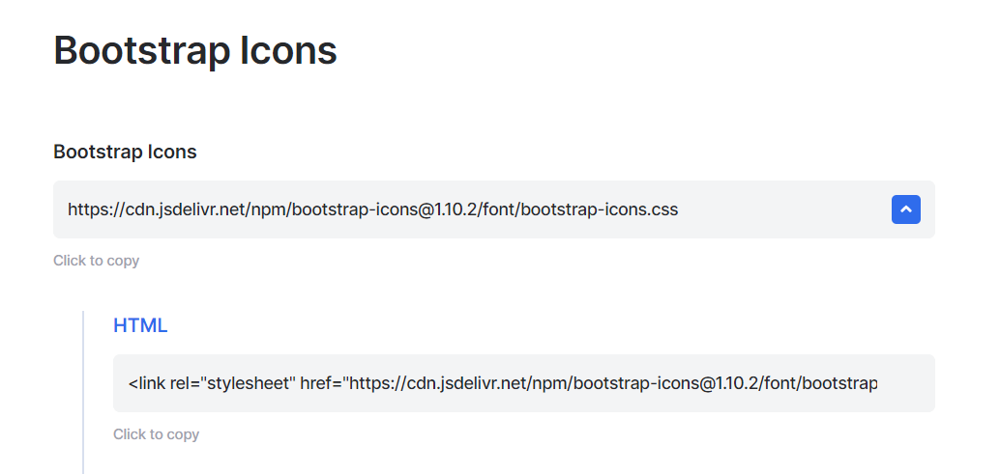 Bootstrap Icons
Bootstrap Icons
https://cdn.jsdelivr.net/npm/bootstrap-icons@1.10.2/font/bootstrap-icons.css
Click to copy
HTML
<link rel="stylesheet" href="https://cdn.jsdelivr.net/npm/bootstrap-icons@1.10.2/font/bootstrap
Click to copy